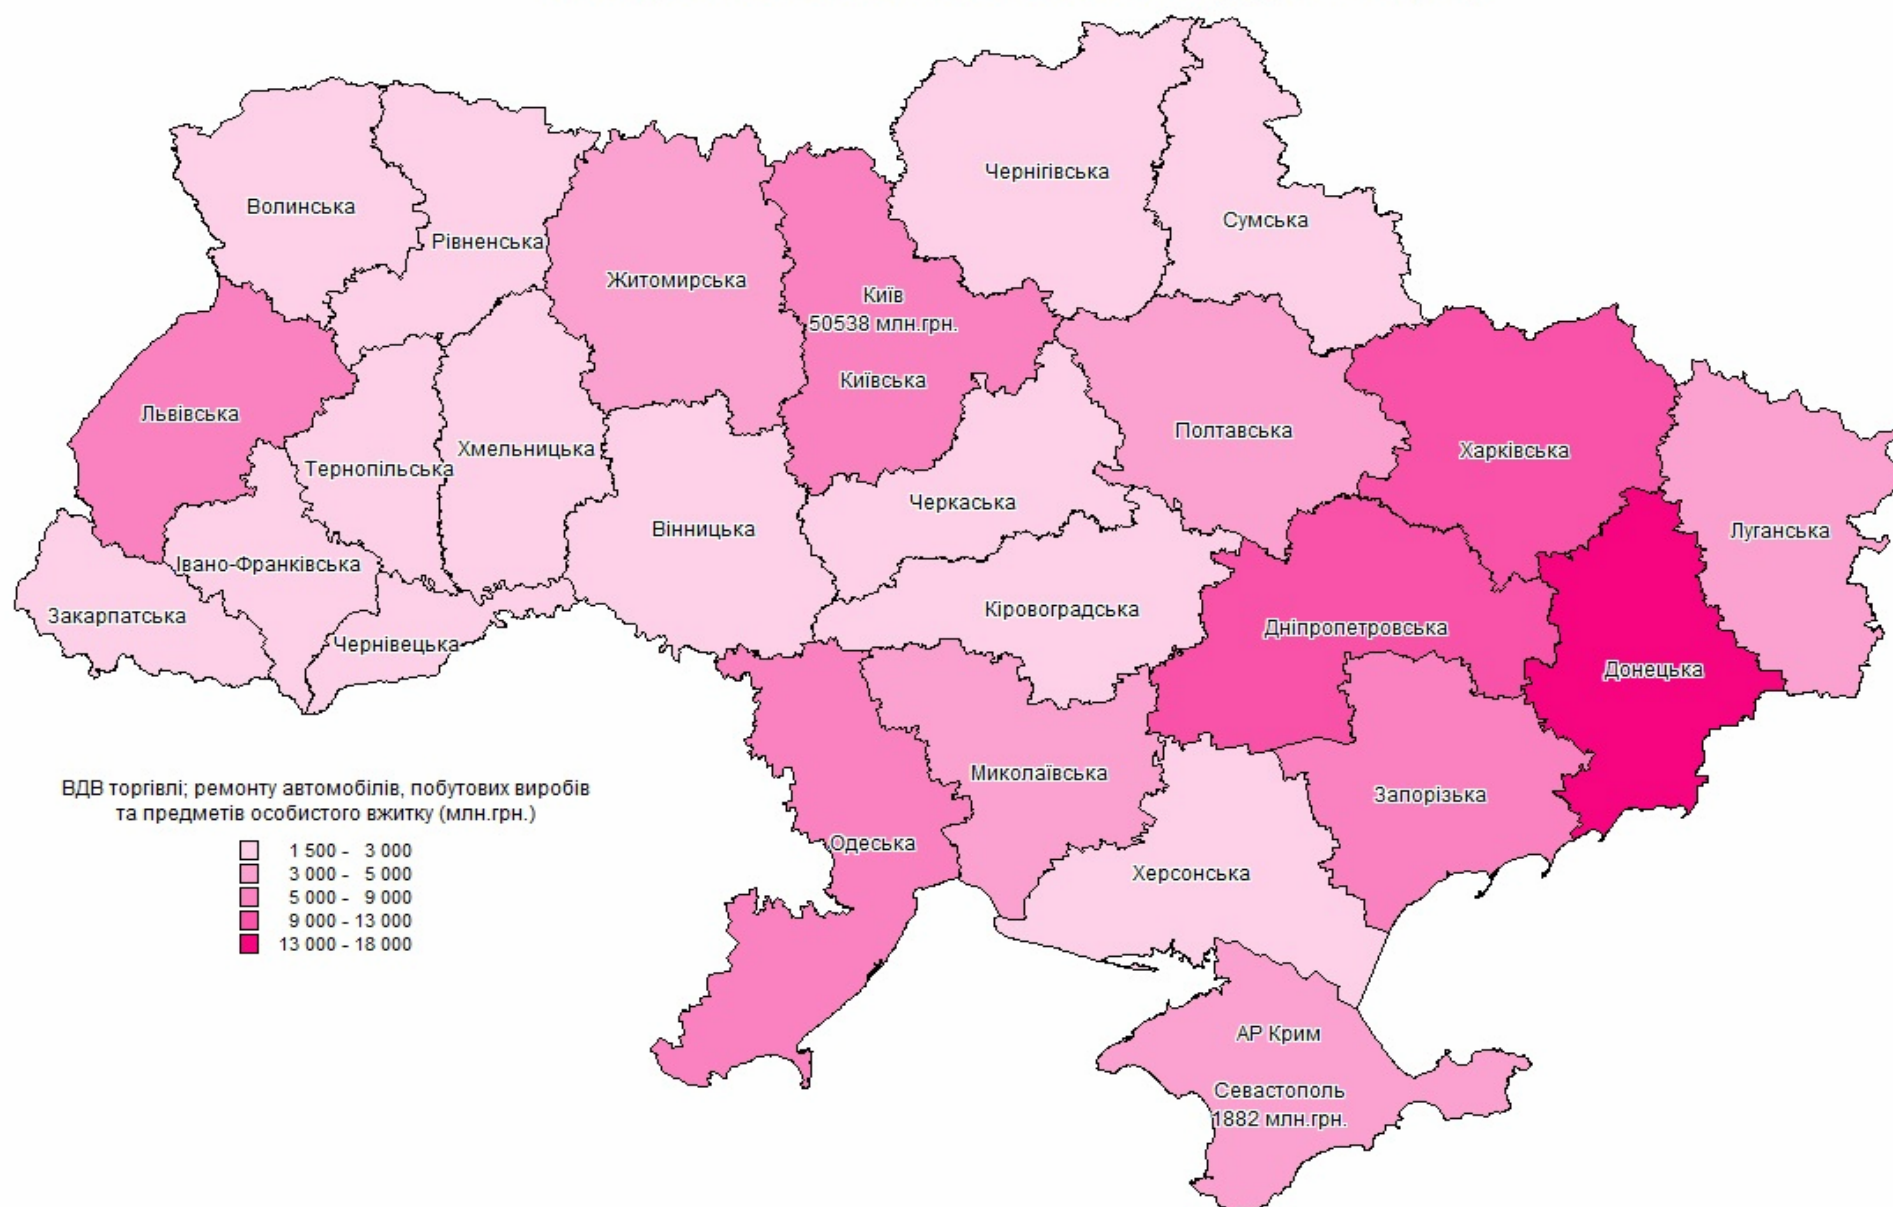 Чернігівська
Волинська
Сумська
Рівненська
Житомирська
Київ
50538 млн.грн.
Київська
Львівська
Полтавська
Хмельницька
Харківська
Тернопільська
Черкаська
Вінницька
Луганська
Івано-Франківська
Закарпатська
Кіровоградська
Дніпропетровська
Чернівецька
Донецька
Миколаївська
Запорізька
Одеська
Херсонська
АР Крим
Севастополь
1882 млн.грн.
ВДВ торгівлі; ремонту автомобілів, побутових виробів
та предметів особистого вжитку (млн.грн.)
1 500 - 3 000
3 000 - 5 000
5 000 - 9 000
9 000 - 13 000
13 000 - 18 000